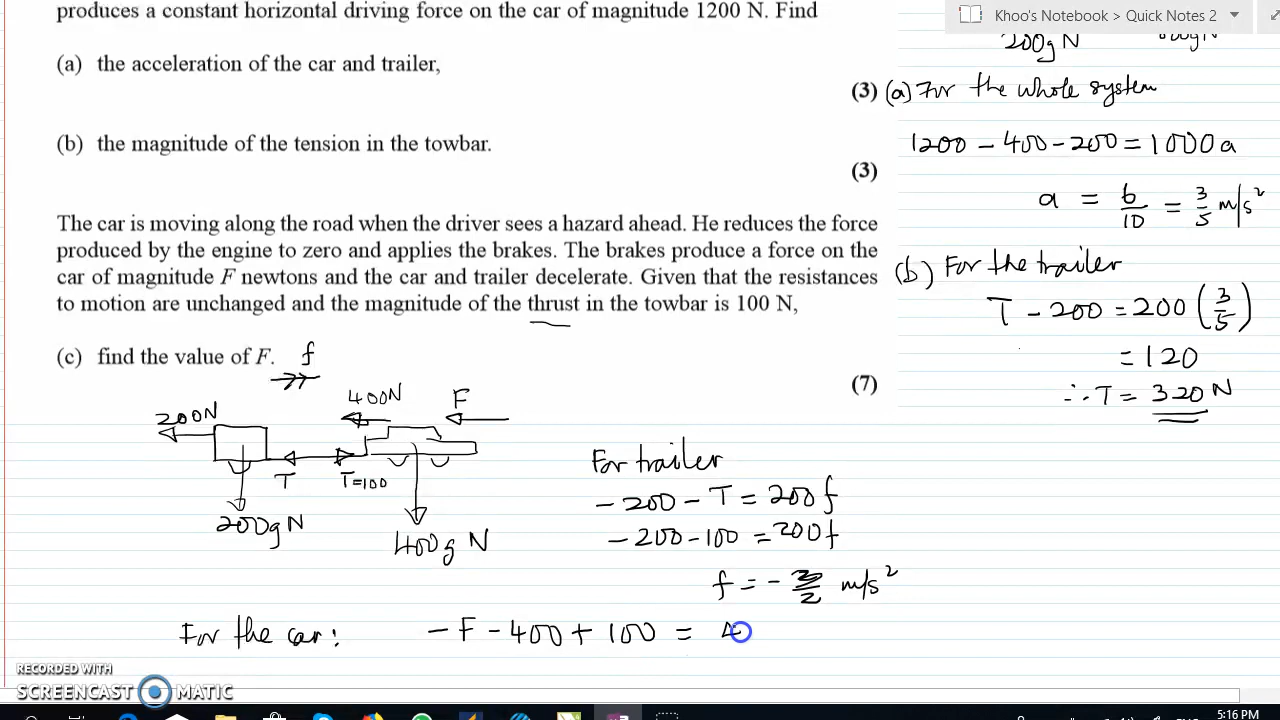 produces a constant horizontal driving force on the car of magnitude 1200 N. Find
(a) the acceleration of the car and trailer,
(3)
(b) the magnitude of the tension in the towbar.
(3)
The car is moving along the road when the driver sees a hazard ahead. He reduces the force
produced by the engine to zero and applies the brakes. The brakes produce a force on the
car of magnitude F newtons and the car and trailer decelerate. Given that the resistances
to motion are unchanged and the magnitude of the thrust in the towbar is 100 N,
(c) find the value of F.
(7)
f
200N
400N
F
T
T=100
200g N
400g N
For trailer
-200 - T = 200f
-200 - 100 = 200f
f = - 3/2 m/s²
For the car: -F - 400 + 100 = 4
Khoo's Notebook > Quick Notes 2
200g N
(a) For the whole system
1200 - 400 - 200 = 1000a
a = 6/10 = 3/5 m/s²
(b) For the trailer
T - 200 = 200 (3/5)
= 120
∴ T = 320 N
RECORDED WITH
SCREENCAST MATIC
5:16 PM